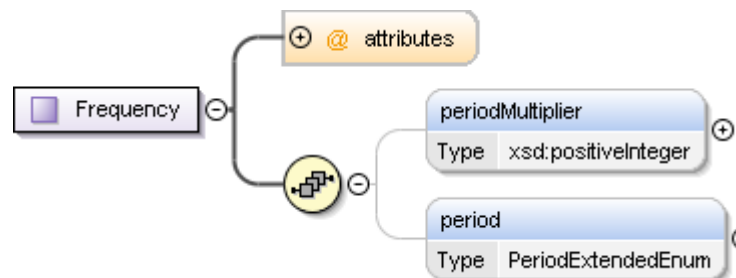 @ attributes
Frequency
periodMultiplier
Type xsd:positiveInteger
period
Type PeriodExtendedEnum